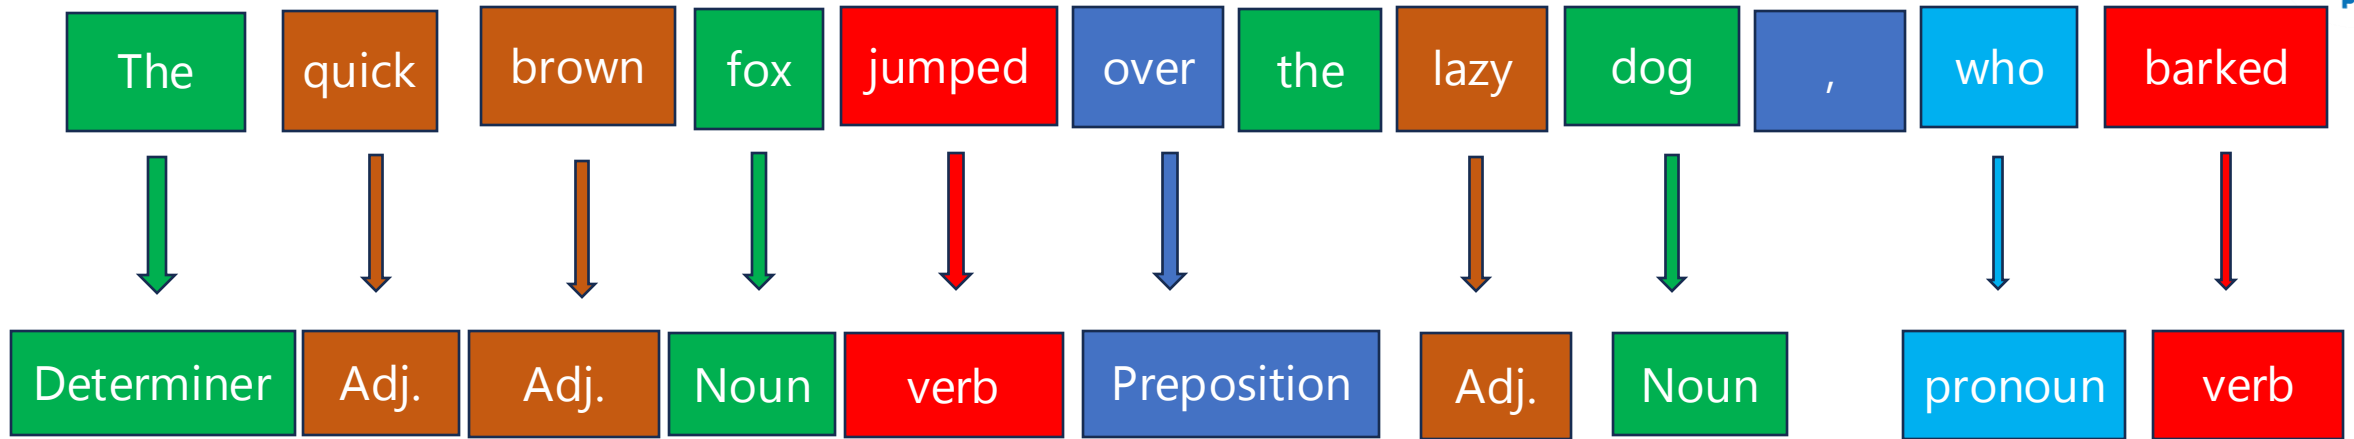 The quick brown fox jumped over the lazy dog , who barked
Determiner Adj. Adj. Noun verb Preposition Adj. Noun pronoun verb